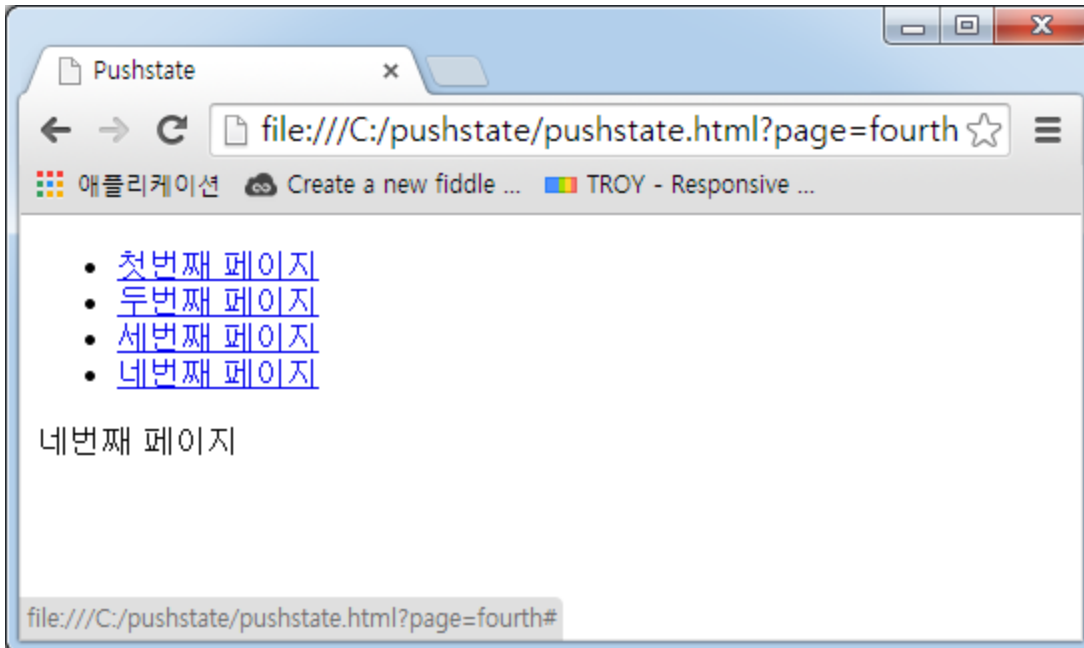 Pushstate
file:///C:/pushstate/pushstate.html?page=fourth
애플리케이션 Create a new fiddle ... TROY - Responsive ...
첫번째 페이지
두번째 페이지
세번째 페이지
네번째 페이지
네번째 페이지
file:///C:/pushstate/pushstate.html?page=fourth#